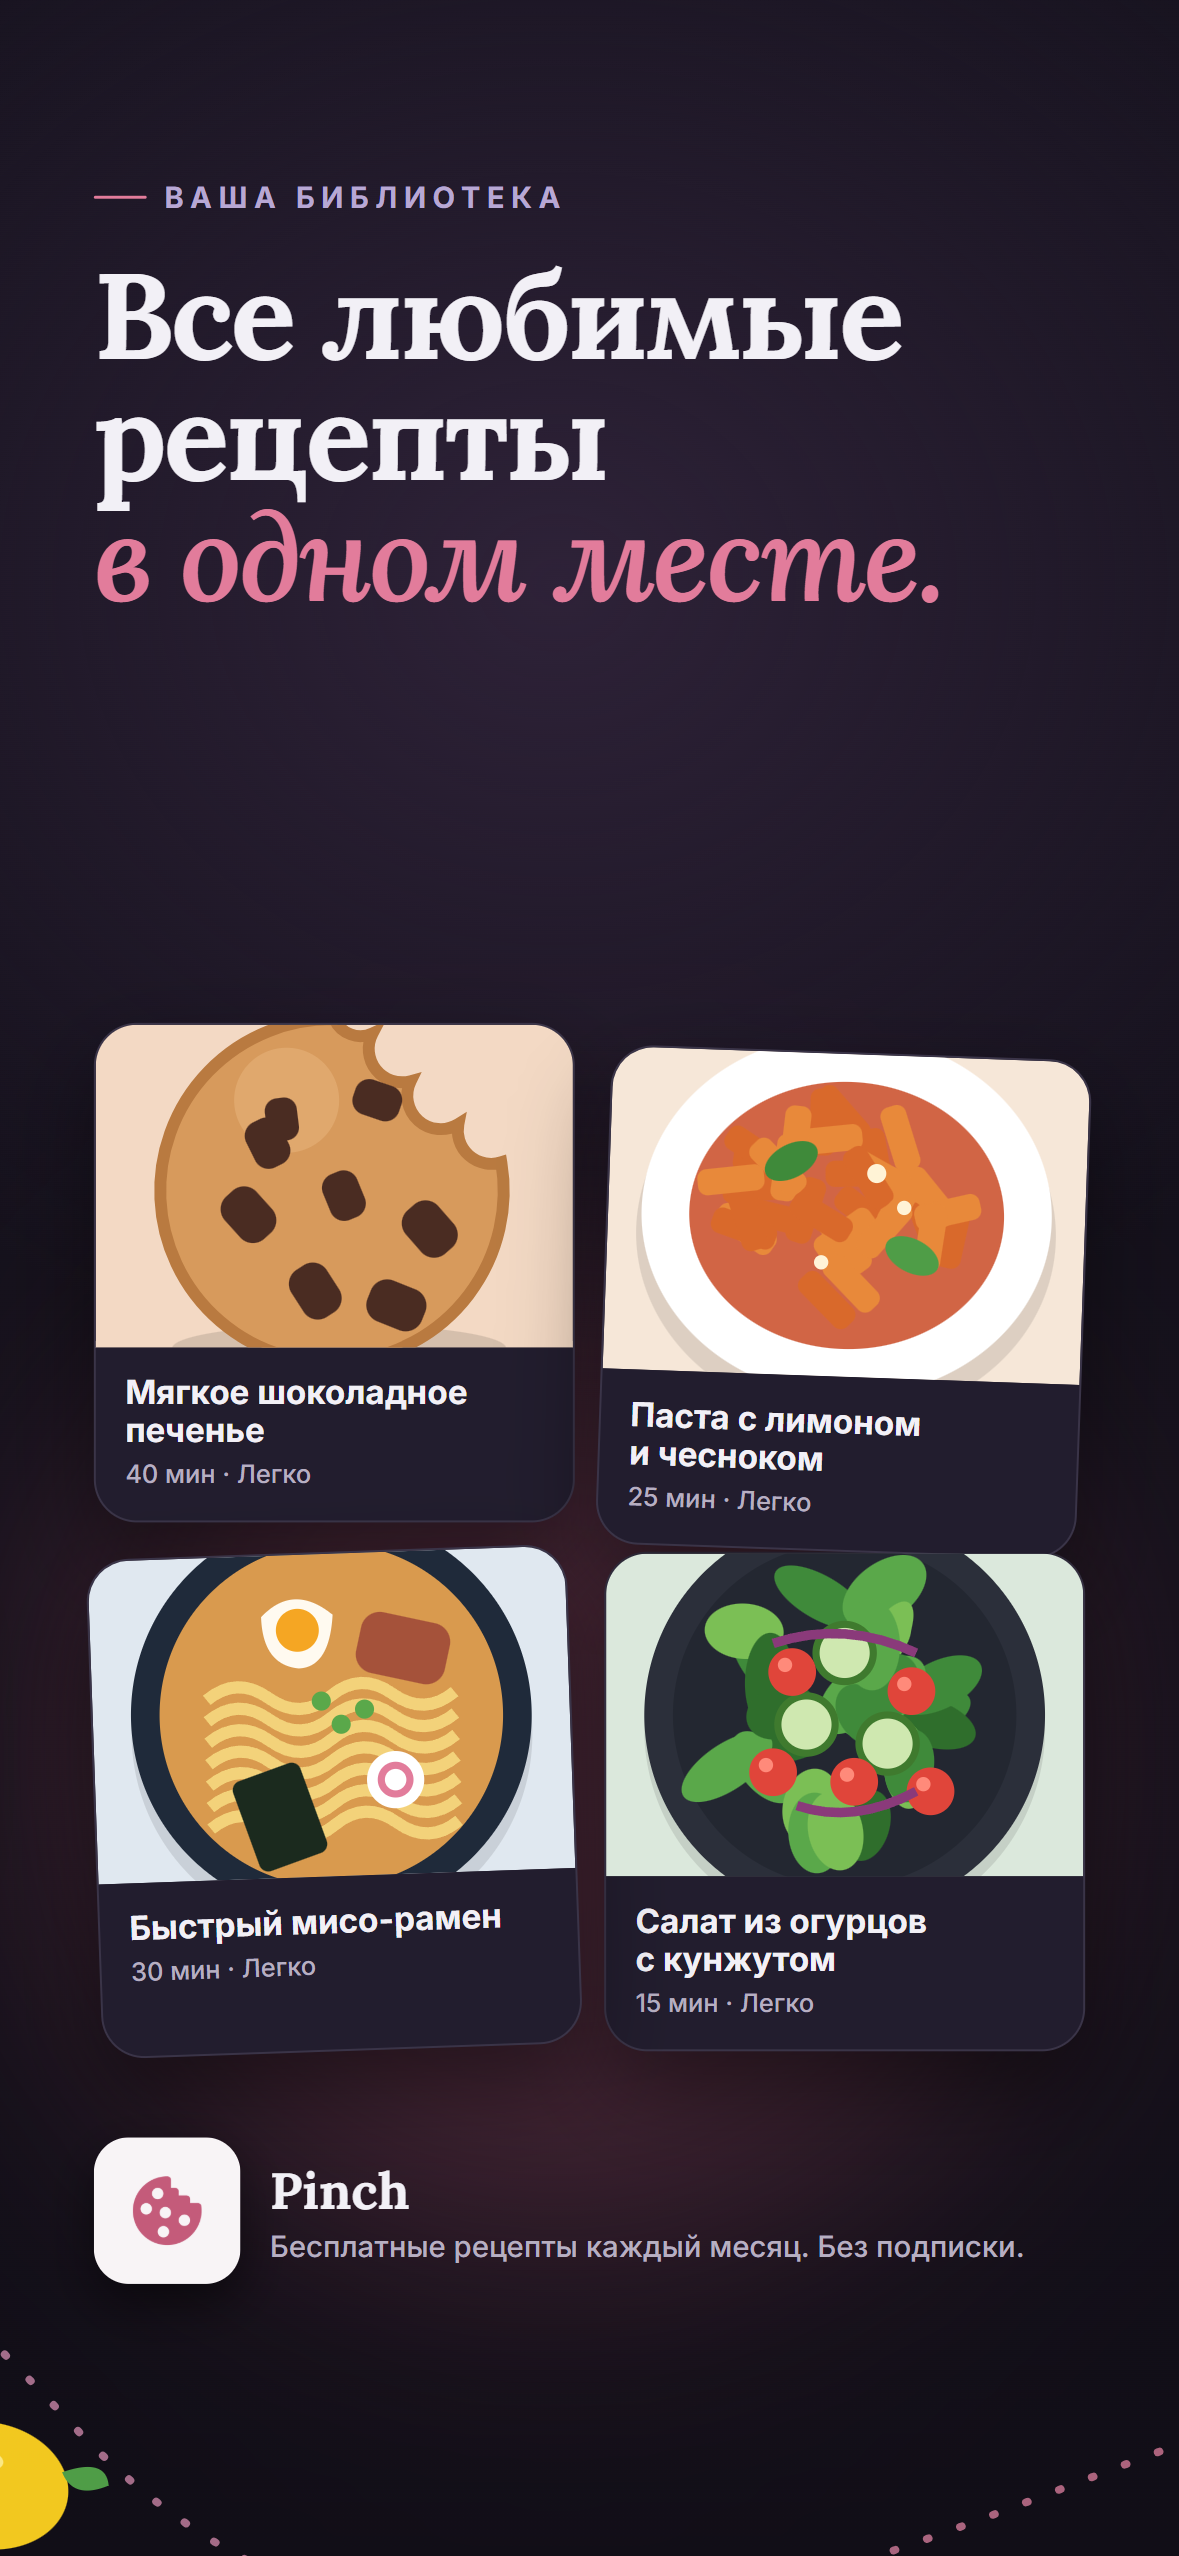 ВАША БИБЛИОТЕКА
Все любимые
рецепты
в одном месте.
Мягкое шоколадное
печенье
40 мин · Легко
Паста с лимоном
и чесноком
25 мин · Легко
Быстрый мисо-рамен
30 мин · Легко
Салат из огурцов
с кунжутом
15 мин · Легко
Pinch
Бесплатные рецепты каждый месяц. Без подписки.